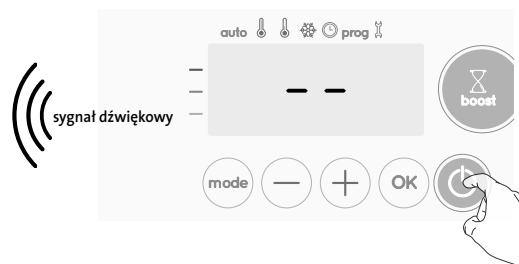 auto prog
boost
sygnał dźwiękowy
– –
mode – + OK